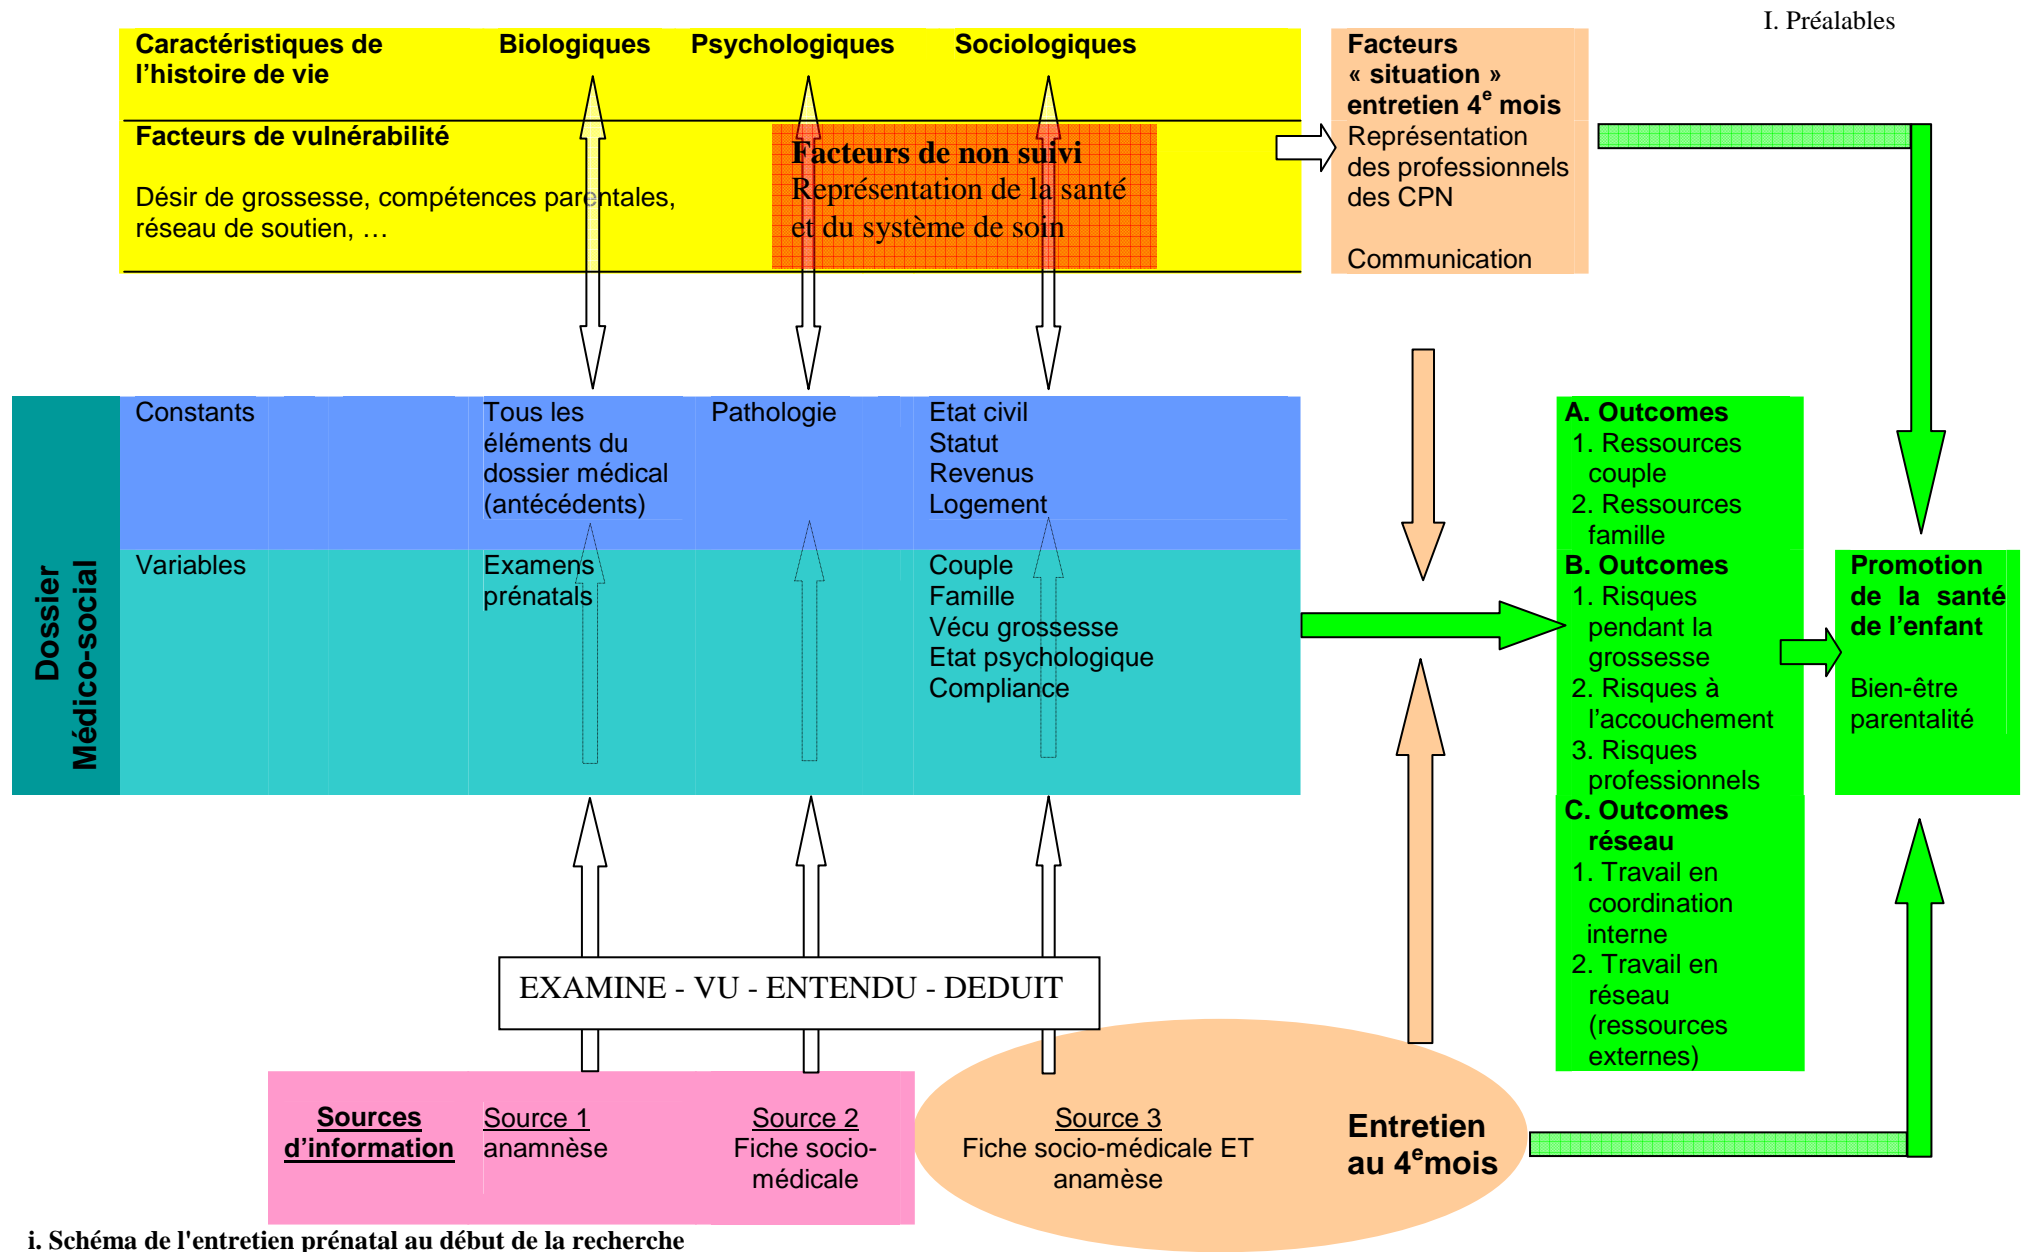 I. Préalables
Caractéristiques de
l’histoire de vie
Biologiques
Psychologiques
Sociologiques
Facteurs de vulnérabilité
Désir de grossesse, compétences parentales,
réseau de soutien, …
Facteurs de non suivi
Représentation de la santé
et du système de soin
Facteurs
« situation »
entretien 4e mois
Représentation
des professionnels
des CPN
Communication
Dossier
Médico-social
Constants
Tous les
éléments du
dossier médical
(antécédents)
Pathologie
Etat civil
Statut
Revenus
Logement
Variables
Examens
prénatals
Couple
Famille
Vécu grossesse
Etat psychologique
Compliance
A. Outcomes
1. Ressources
couple
2. Ressources
famille
B. Outcomes
1. Risques
pendant la
grossesse
2. Risques à
l’accouchement
3. Risques
professionnels
C. Outcomes
réseau
1. Travail en
coordination
interne
2. Travail en
réseau
(ressources
externes)
Promotion
de la santé
de l’enfant
Bien-être
parentalité
EXAMINE - VU - ENTENDU - DEDUIT
Sources
d’information
Source 1
anamnèse
Source 2
Fiche socio-
médicale
Source 3
Fiche socio-médicale ET
anamèse
Entretien
au 4emois
i. Schéma de l'entretien prénatal au début de la recherche